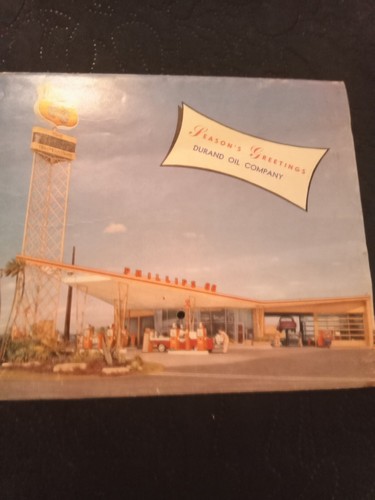 Season's Greetings
DURAND OIL COMPANY
PHILLIPS 66